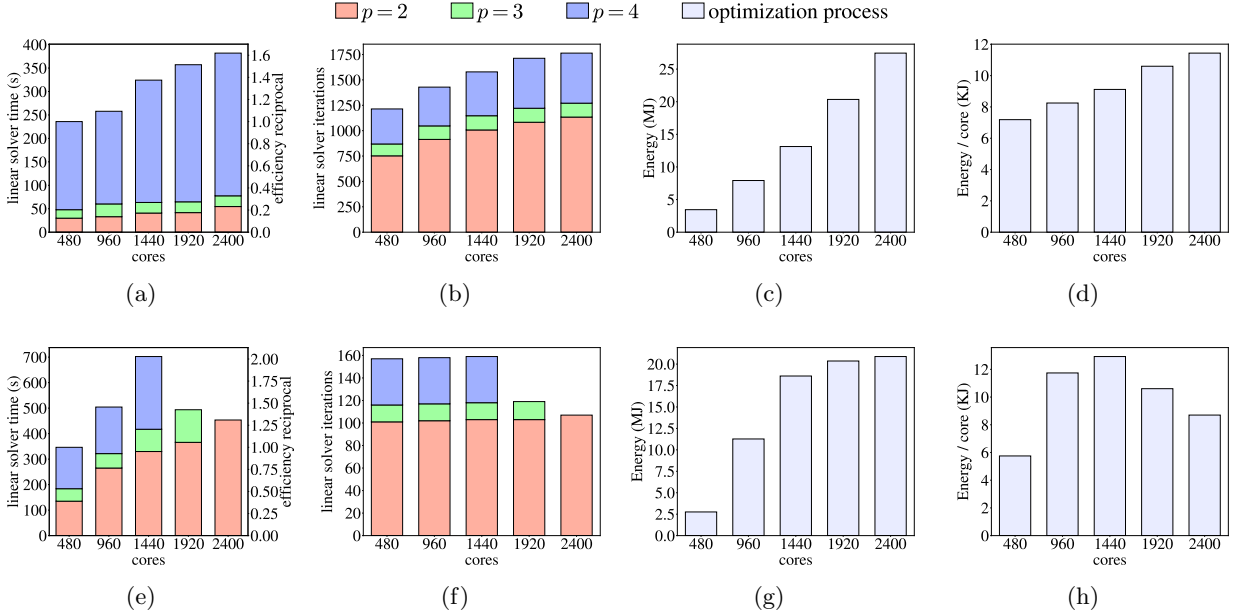 p = 2 p = 3 p = 4 optimization process
400
350
300
250
200
150
100
50
0
linear solver time (s)
1.6
1.4
1.2
1.0
0.8
0.6
0.4
0.2
0.0
efficiency reciprocal
480 960 1440 1920 2400
cores
(a)
1750
1500
1250
1000
750
500
250
0
linear solver iterations
480 960 1440 1920 2400
cores
(b)
25
20
15
10
5
0
Energy (MJ)
480 960 1440 1920 2400
cores
(c)
12
10
8
6
4
2
0
Energy / core (KJ)
480 960 1440 1920 2400
cores
(d)
700
600
500
400
300
200
100
0
linear solver time (s)
2.00
1.75
1.50
1.25
1.00
0.75
0.50
0.25
0.00
efficiency reciprocal
480 960 1440 1920 2400
cores
(e)
160
140
120
100
80
60
40
20
0
linear solver iterations
480 960 1440 1920 2400
cores
(f)
20.0
17.5
15.0
12.5
10.0
7.5
5.0
2.5
0.0
Energy (MJ)
480 960 1440 1920 2400
cores
(g)
12
10
8
6
4
2
0
Energy / core (KJ)
480 960 1440 1920 2400
cores
(h)